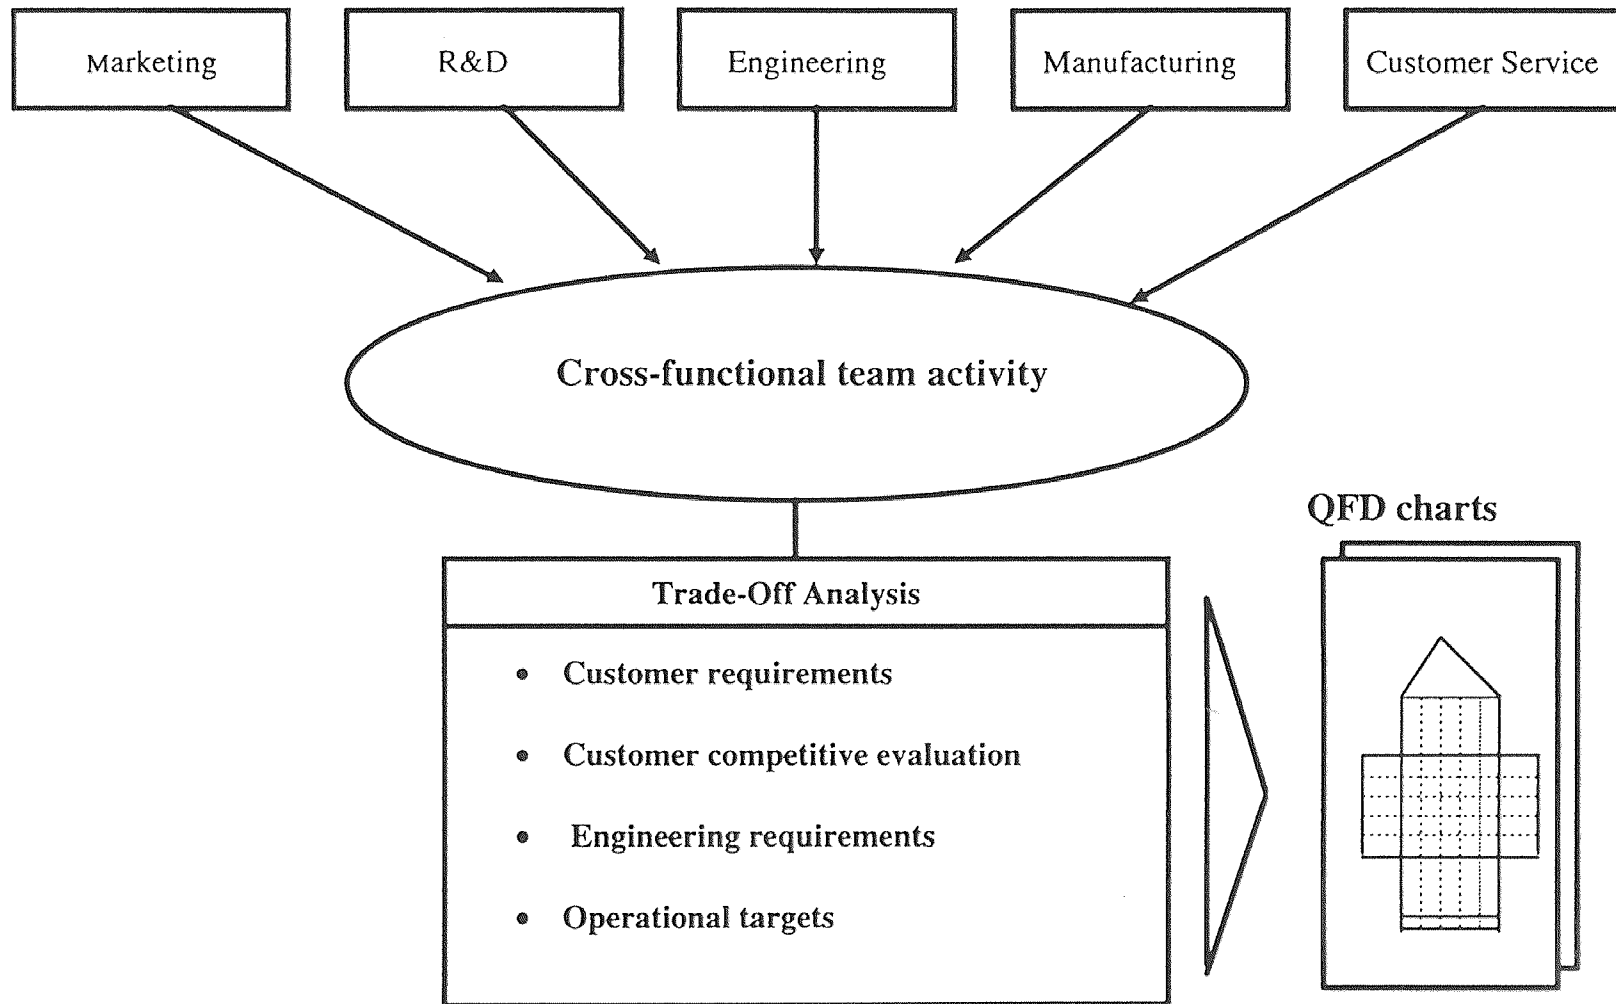 Marketing
R&D
Engineering
Manufacturing
Customer Service
Cross-functional team activity
QFD charts
Trade-Off Analysis
• Customer requirements
• Customer competitive evaluation
• Engineering requirements
• Operational targets